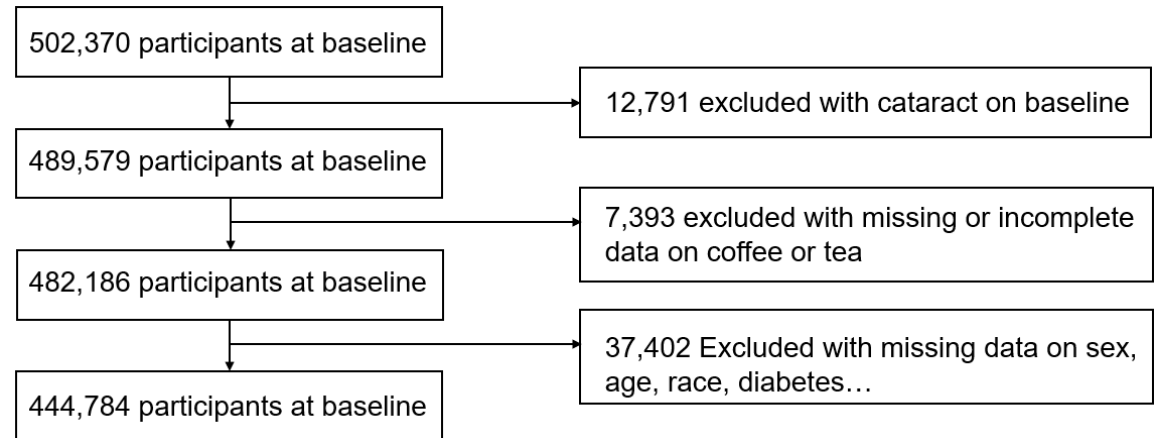 502,370 participants at baseline
12,791 excluded with cataract on baseline
489,579 participants at baseline
7,393 excluded with missing or incomplete
data on coffee or tea
482,186 participants at baseline
37,402 Excluded with missing data on sex,
age, race, diabetes…
444,784 participants at baseline